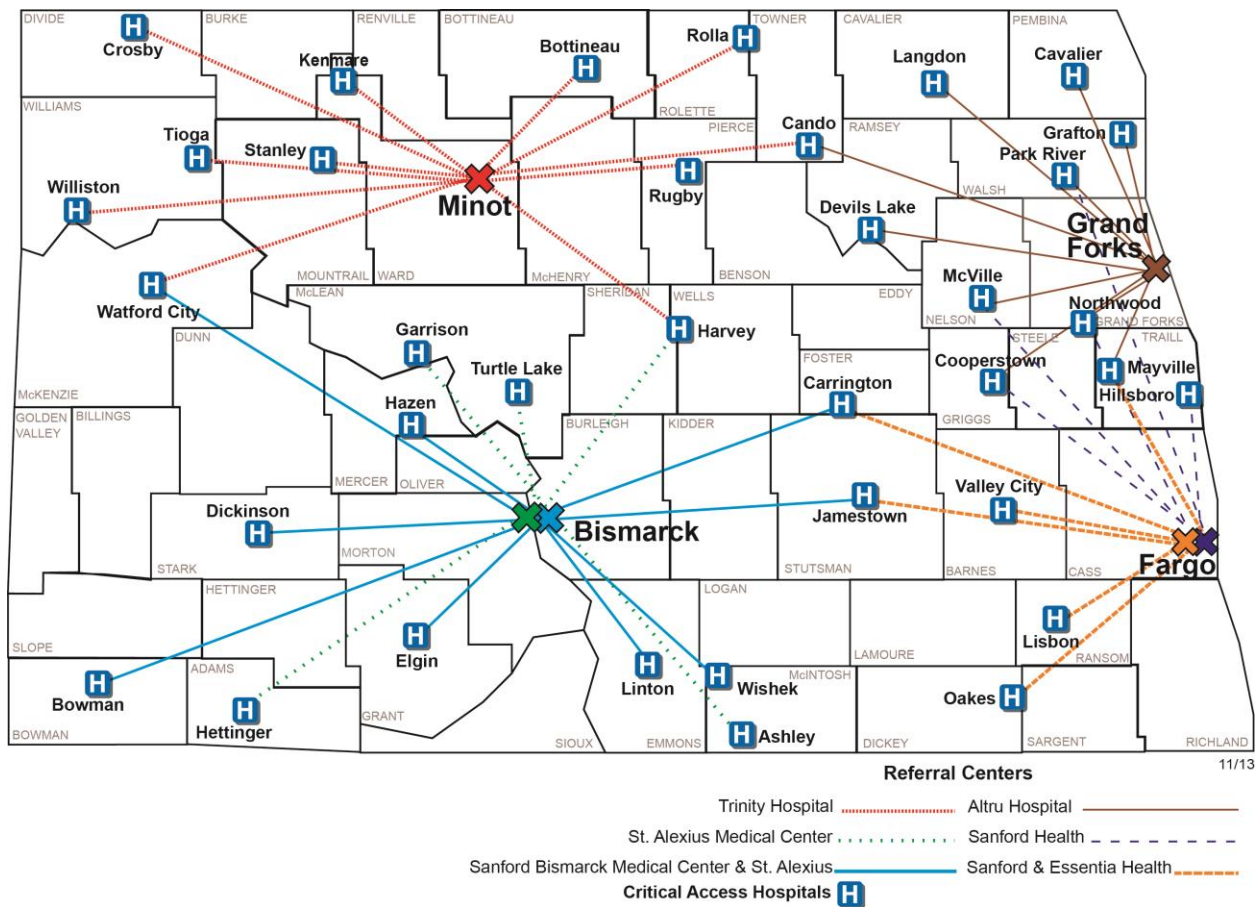 DIVIDE
BURKE
RENVILLE
BOTTINEAU
TOWNER
CAVALIER
PEMBINA
Crosby
Kenmare
Bottineau
Rolla
Langdon
Cavalier
WILLIAMS
ROLETTE
PIERCE
Cando
RAMSEY
Grafton
Tioga
Stanley
Park River
Williston
Minot
Rugby
WALSH
Devils Lake
Grand
Forks
Watford City
MOUNTRAIL
WARD
McHENRY
BENSON
McVille
McLEAN
SHERIDAN
WELLS
EDDY
Northwood
NELSON
GRAND FORKS
Garrison
Harvey
DUNN
FOSTER
STEELE
TRAILL
Turtle Lake
Cooperstown
Mayville
McKENZIE
Carrington
Hillsboro
GOLDEN
VALLEY
BILLINGS
Hazen
BURLEIGH
KIDDER
GRIGGS
MERCER
OLIVER
Dickinson
Bismarck
Jamestown
Valley City
MORTON
Fargo
STARK
STUTSMAN
BARNES
CASS
HETTINGER
LOGAN
Lisbon
SLOPE
Elgin
LAMOURE
RANSOM
ADAMS
McINTOSH
Bowman
Linton
Wishek
Oakes
Hettinger
GRANT
Ashley
BOWMAN
SIOUX
EMMONS
DICKEY
SARGENT
RICHLAND
11/13
Referral Centers
Trinity Hospital
Altru Hospital
St. Alexius Medical Center
Sanford Health
Sanford Bismarck Medical Center & St. Alexius
Sanford & Essentia Health
Critical Access Hospitals H